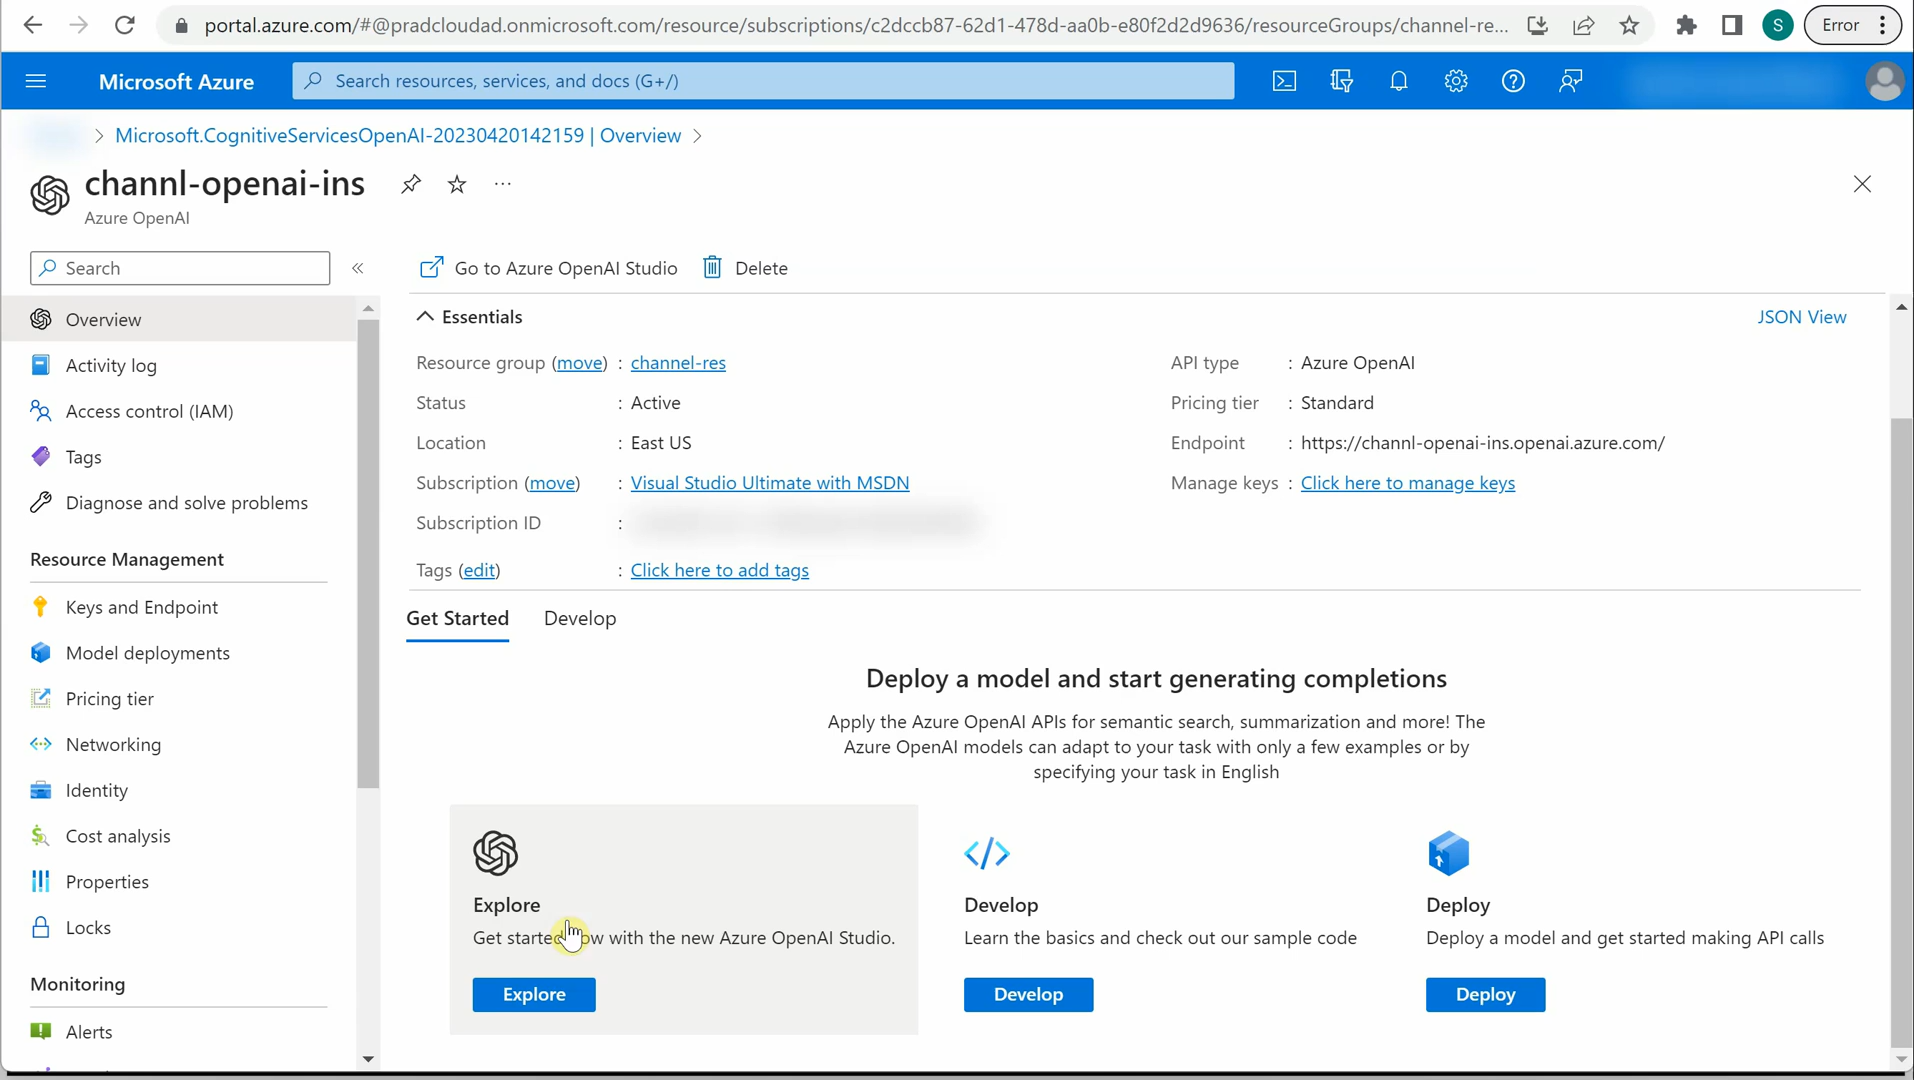 portal.azure.com/#@pradcloudad.onmicrosoft.com/resource/subscriptions/c2dccb87-62d1-478d-aa0b-e80f2d2d9636/resourceGroups/channel-re...
S
Error
Microsoft Azure
Search resources, services, and docs (G+/)
Microsoft.CognitiveServicesOpenAI-20230420142159 | Overview
channl-openai-ins
Azure OpenAI
Search
Go to Azure OpenAI Studio
Delete
Overview
Activity log
Access control (IAM)
Tags
Diagnose and solve problems
Resource Management
Keys and Endpoint
Model deployments
Pricing tier
Networking
Identity
Cost analysis
Properties
Locks
Monitoring
Alerts
Essentials
JSON View
Resource group (move) : channel-res
Status : Active
Location : East US
Subscription (move) : Visual Studio Ultimate with MSDN
Subscription ID :
Tags (edit) : Click here to add tags
API type : Azure OpenAI
Pricing tier : Standard
Endpoint : https://channl-openai-ins.openai.azure.com/
Manage keys : Click here to manage keys
Get Started
Develop
Deploy a model and start generating completions
Apply the Azure OpenAI APIs for semantic search, summarization and more! The
Azure OpenAI models can adapt to your task with only a few examples or by
specifying your task in English
Explore
Get started now with the new Azure OpenAI Studio.
Explore
Develop
Learn the basics and check out our sample code
Develop
Deploy
Deploy a model and get started making API calls
Deploy